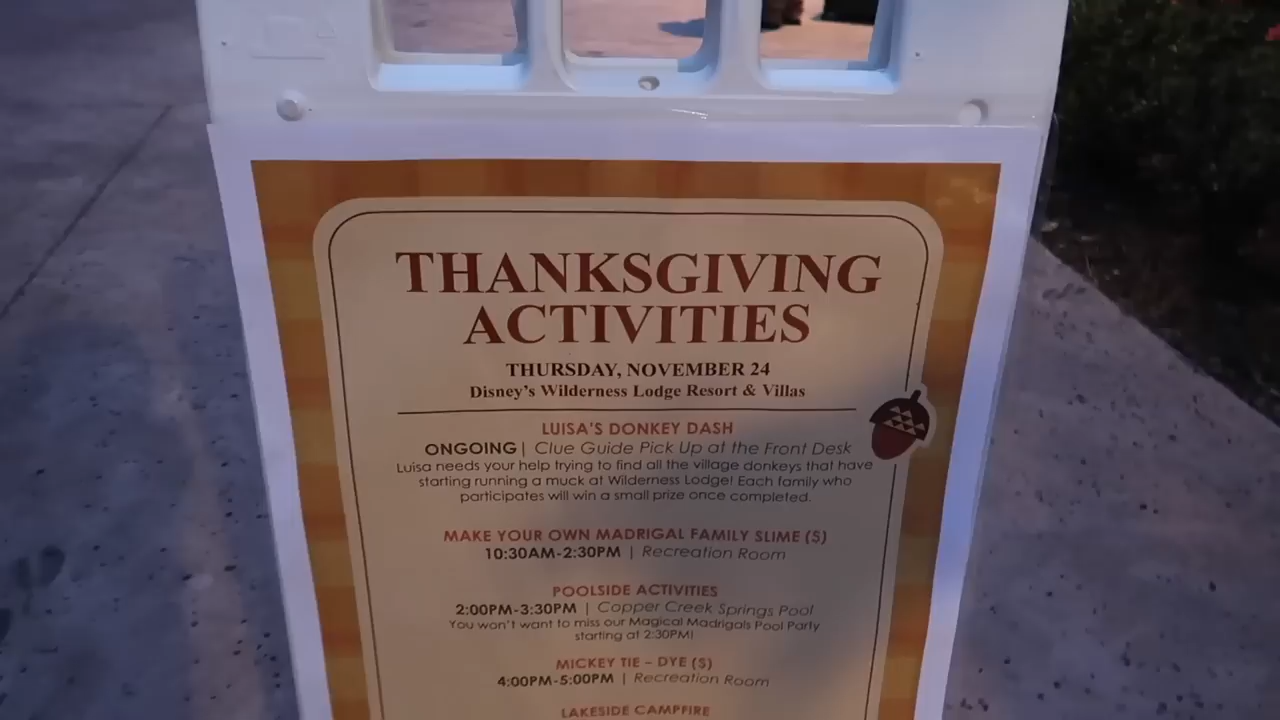 THANKSGIVING
ACTIVITIES
THURSDAY, NOVEMBER 24
Disney's Wilderness Lodge Resort & Villas
LUISA'S DONKEY DASH
ONGOING | Clue Guide Pick Up at the Front Desk
Luisa needs your help trying to find all the village donkeys that have
starting running a muck at Wilderness Lodge! Each family who
participates will win a small prize once completed.
MAKE YOUR OWN MADRIGAL FAMILY SLIME ($)
10:30AM-2:30PM | Recreation Room
POOLSIDE ACTIVITIES
2:00PM-3:30PM | Copper Creek Springs Pool
You won't want to miss our Magical Madrigals Pool Party
starting at 2:30PM!
MICKEY TIE – DYE ($)
4:00PM-5:00PM | Recreation Room
LAKESIDE CAMPFIRE